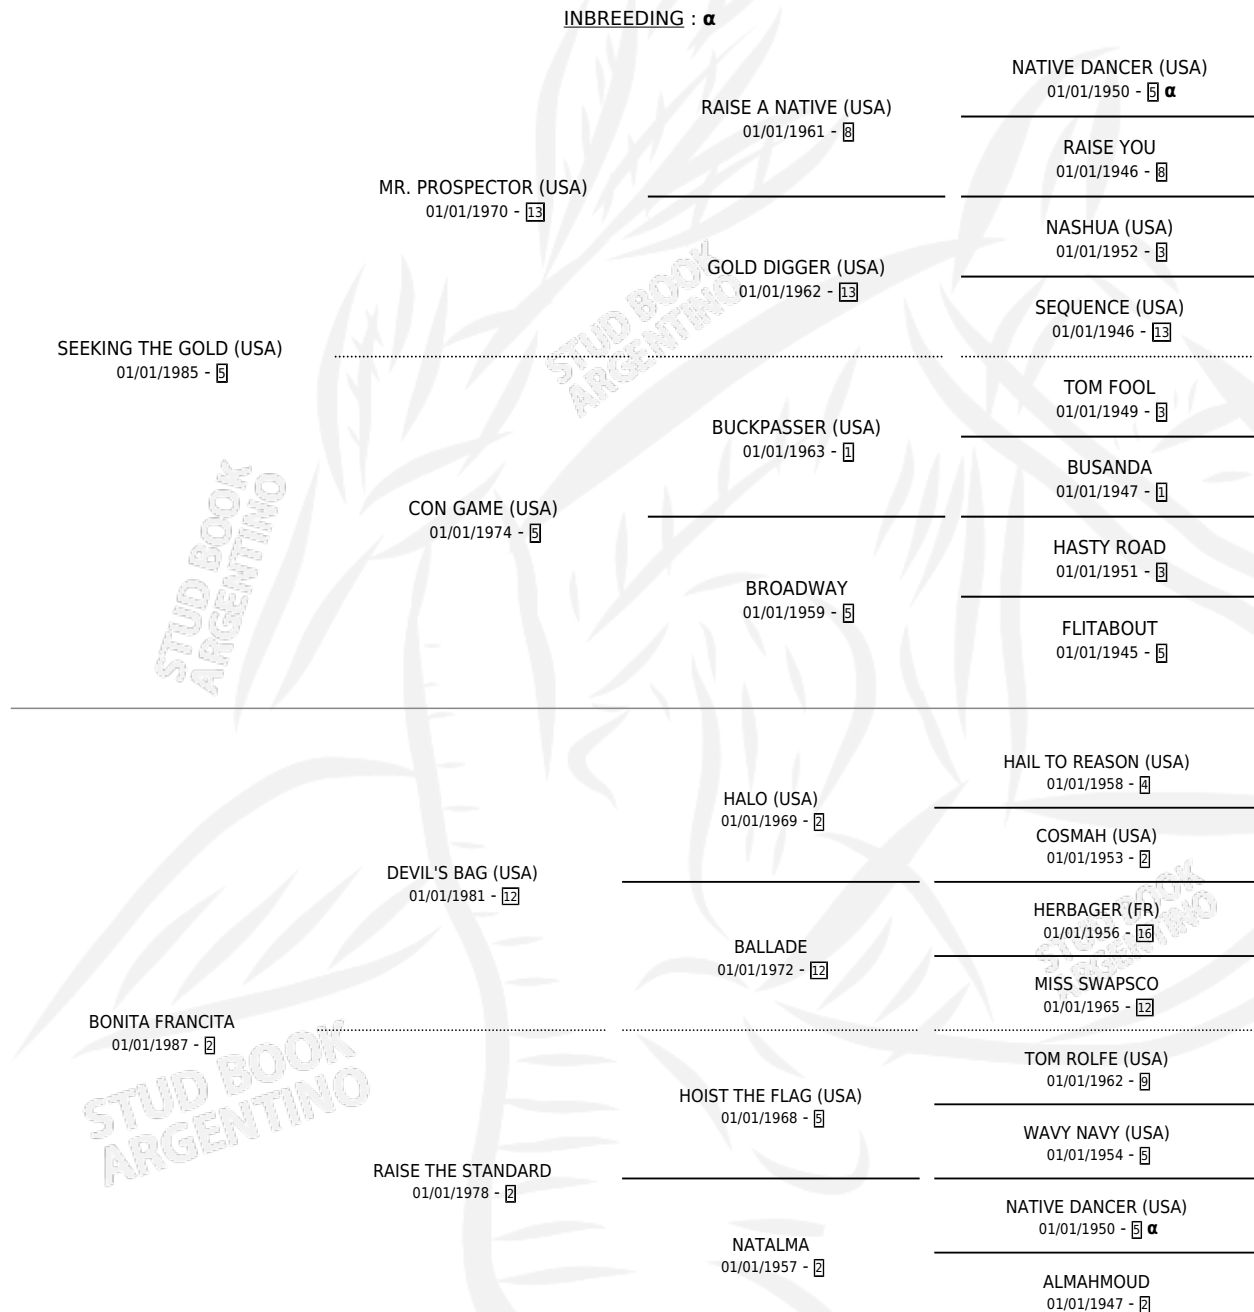 INBREEDING : α
NATIVE DANCER (USA)
01/01/1950 - 5 α
RAISE A NATIVE (USA)
01/01/1961 - 8
RAISE YOU
01/01/1946 - 8
MR. PROSPECTOR (USA)
01/01/1970 - 13
NASHUA (USA)
01/01/1952 - 3
GOLD DIGGER (USA)
01/01/1962 - 13
SEQUENCE (USA)
01/01/1946 - 13
SEEKING THE GOLD (USA)
01/01/1985 - 5
TOM FOOL
01/01/1949 - 3
BUCKPASSER (USA)
01/01/1963 - 1
BUSANDA
01/01/1947 - 1
CON GAME (USA)
01/01/1974 - 5
HASTY ROAD
01/01/1951 - 3
BROADWAY
01/01/1959 - 5
FLITABOUT
01/01/1945 - 5
HAIL TO REASON (USA)
01/01/1958 - 4
HALO (USA)
01/01/1969 - 2
COSMAH (USA)
01/01/1953 - 2
DEVIL'S BAG (USA)
01/01/1981 - 12
HERBAGER (FR)
01/01/1956 - 16
BALLADE
01/01/1972 - 12
MISS SWAPSCO
01/01/1965 - 12
BONITA FRANCITA
01/01/1987 - 2
TOM ROLFE (USA)
01/01/1962 - 9
HOIST THE FLAG (USA)
01/01/1968 - 5
WAVY NAVY (USA)
01/01/1954 - 5
RAISE THE STANDARD
01/01/1978 - 2
NATIVE DANCER (USA)
01/01/1950 - 5 α
NATALMA
01/01/1957 - 2
ALMAHMOUD
01/01/1947 - 2
STUD BOOK
ARGENTINO
STUD BOOK
ARGENTINO
STUD BOOK
ARGENTINO
STUD BOOK
ARGENTINO